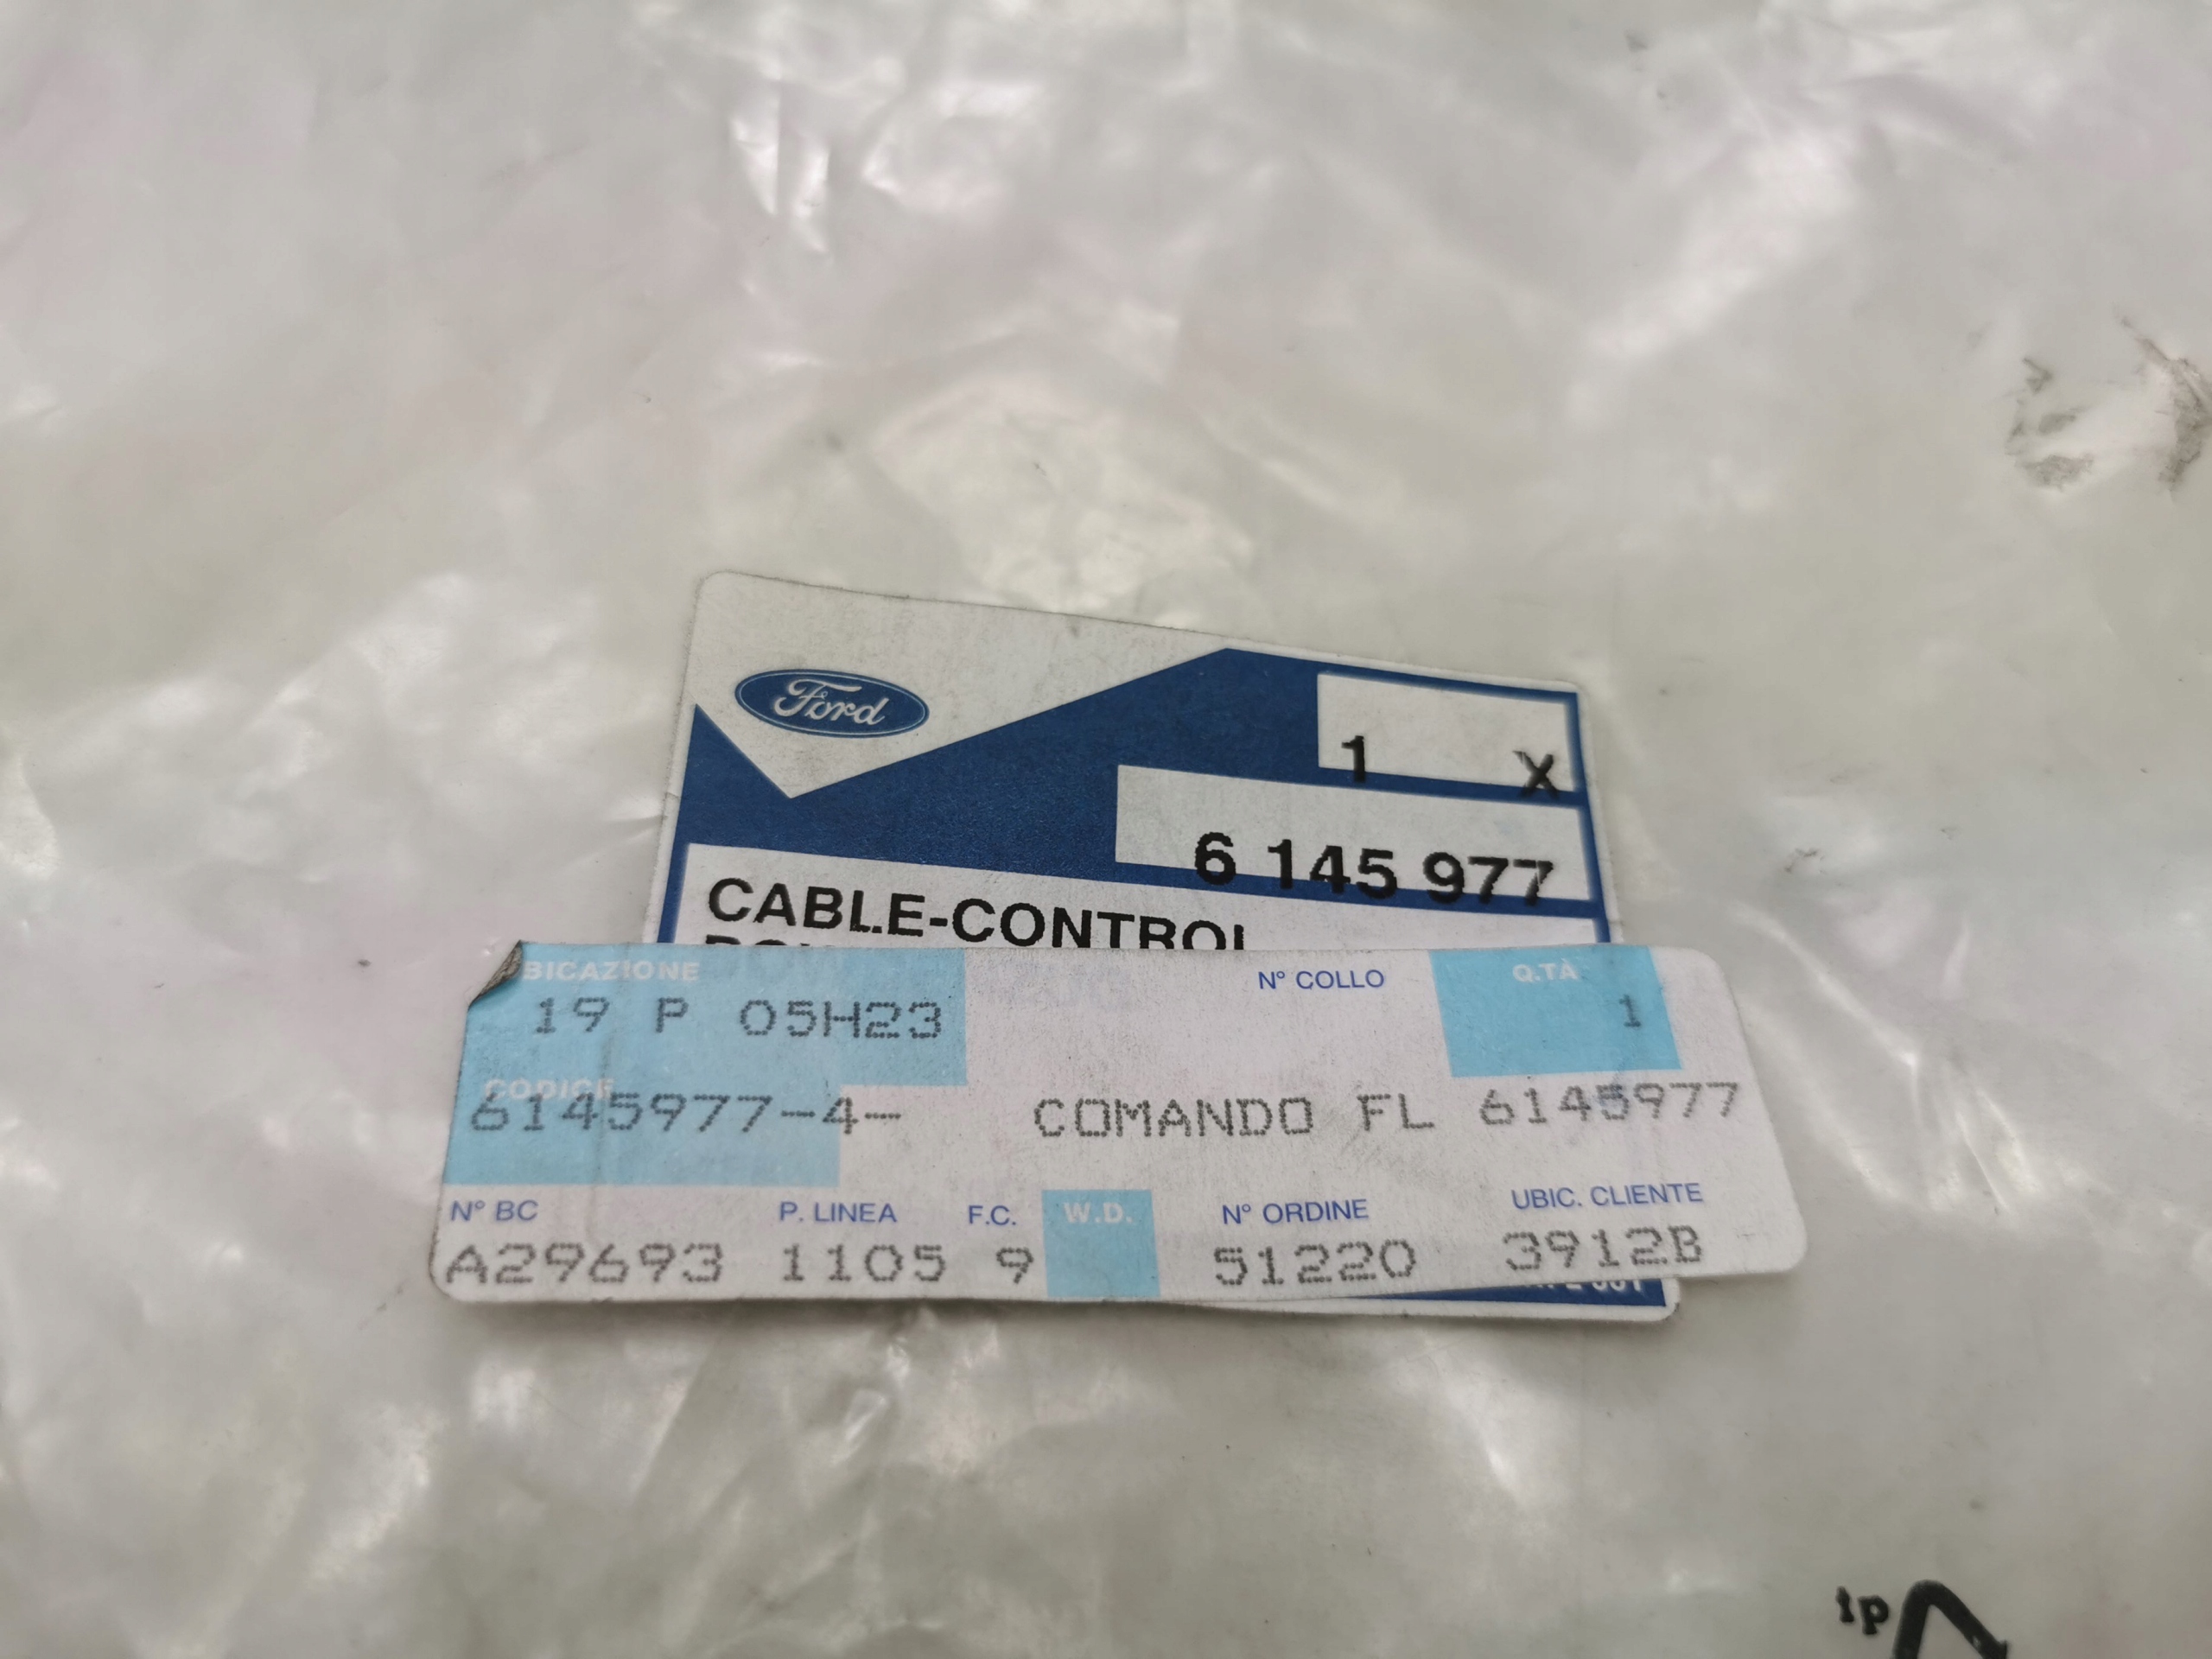 Ford
1 X
6 145 977
CABLE-CONTROL
BICAZIONE N° COLLO Q.TÀ
19 P 05H23 1
CODICE
6145977-4- COMANDO FL 6145977
N° BC P. LINEA F.C. W.D. N° ORDINE UBIC. CLIENTE
A29693 1105 9 51220 3912B